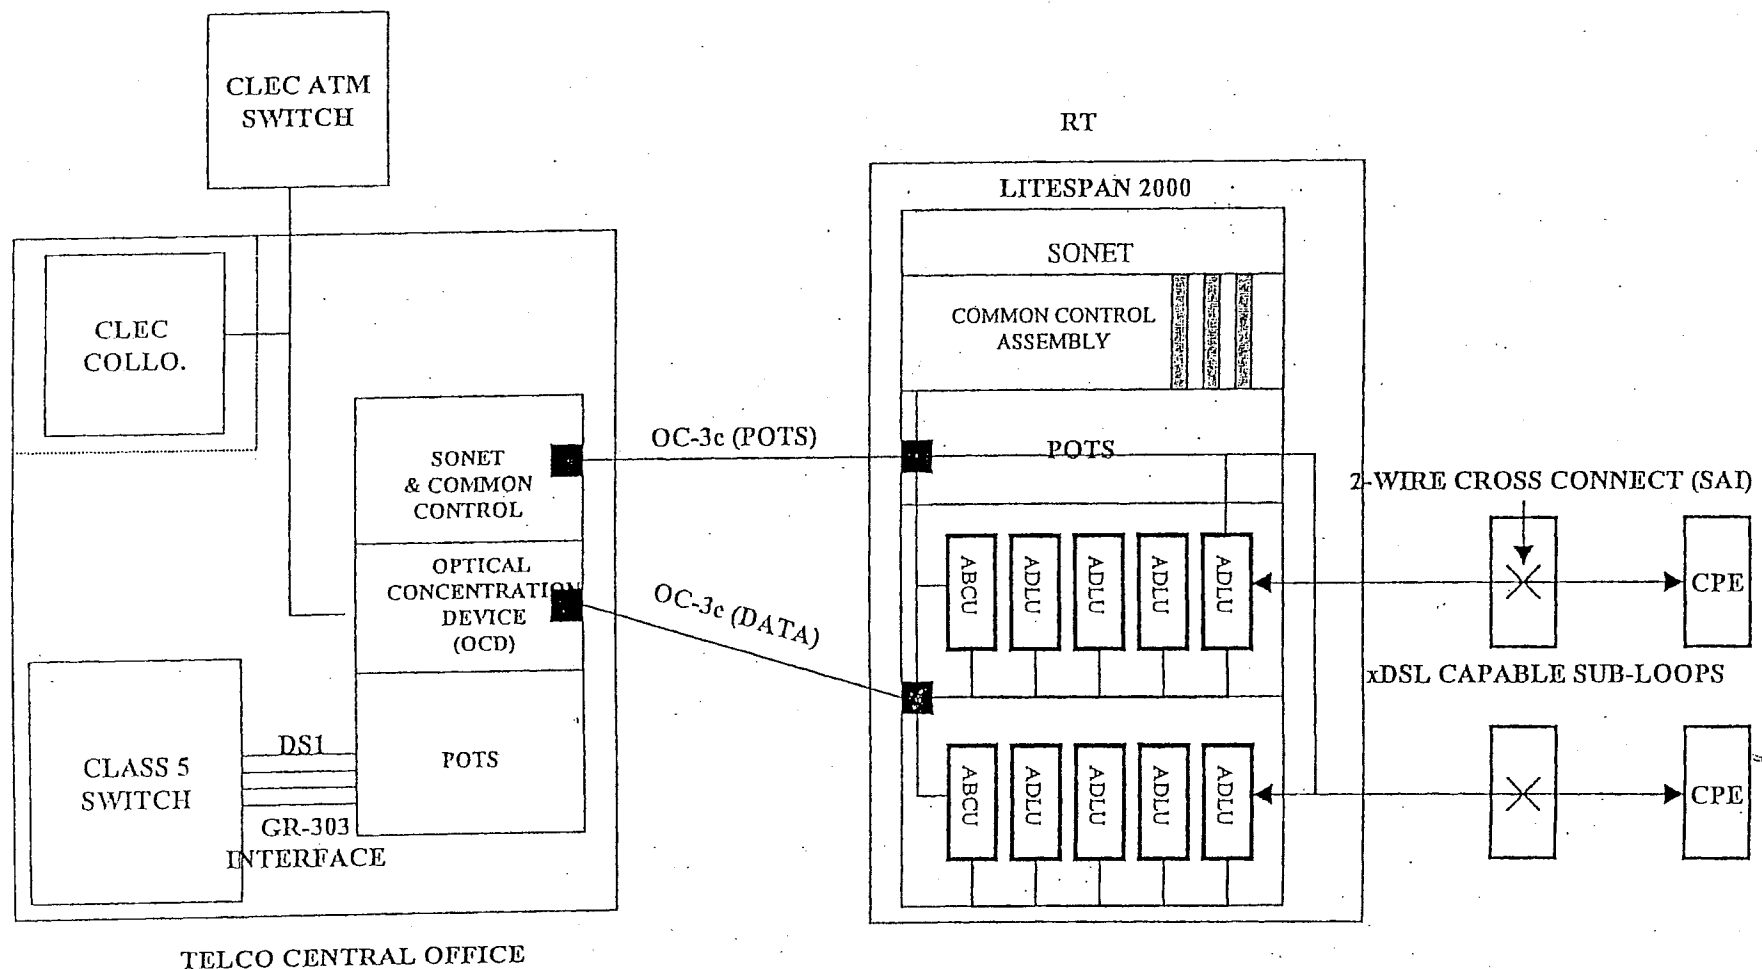 CLEC ATM
SWITCH
RT
LITESPAN 2000
SONET
CLEC
COLLO.
COMMON CONTROL
ASSEMBLY
OC-3c (POTS)
POTS
SONET
& COMMON
CONTROL
2-WIRE CROSS CONNECT (SAI)
OPTICAL
CONCENTRATION
DEVICE
(OCD)
OC-3c (DATA)
ABCU
ADLU
ADLU
ADLU
ADLU
CPE
xDSL CAPABLE SUB-LOOPS
DS1
CLASS 5
SWITCH
POTS
GR-303
INTERFACE
ABCU
ADLU
ADLU
ADLU
ADLU
CPE
TELCO CENTRAL OFFICE